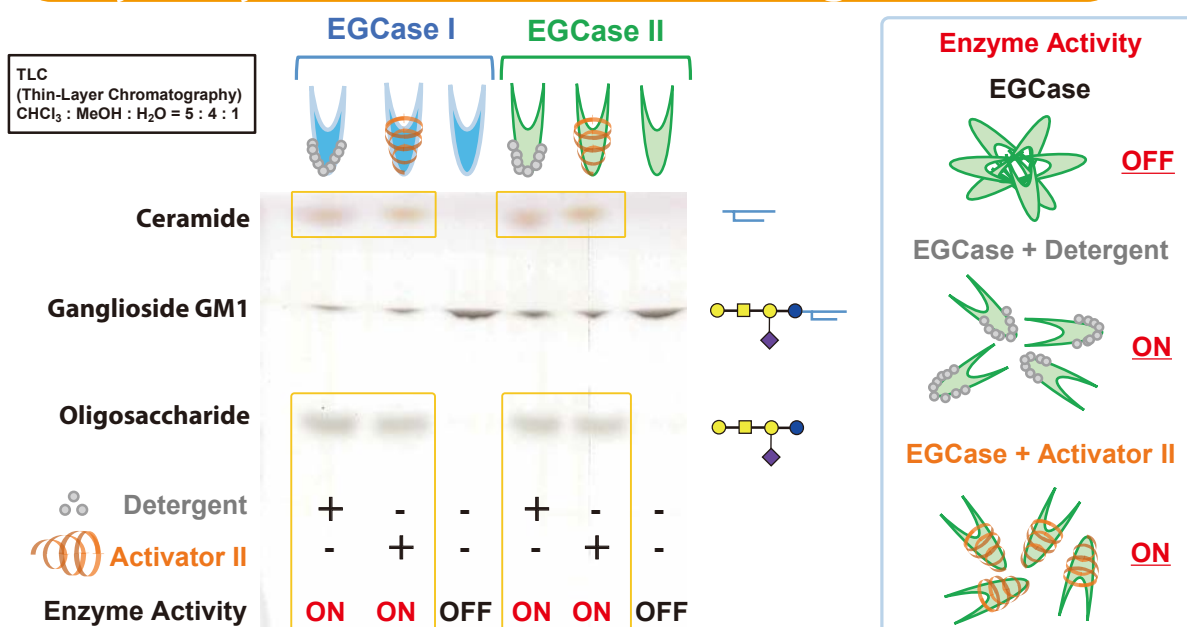 EGCase I
EGCase II
TLC
(Thin-Layer Chromatography)
CHCl₃ : MeOH : H₂O = 5 : 4 : 1
Ceramide
Ganglioside GM1
Oligosaccharide
Detergent + - - + - -
Activator II - + - - + -
Enzyme Activity ON ON OFF ON ON OFF
Enzyme Activity
EGCase
OFF
EGCase + Detergent
ON
EGCase + Activator II
ON